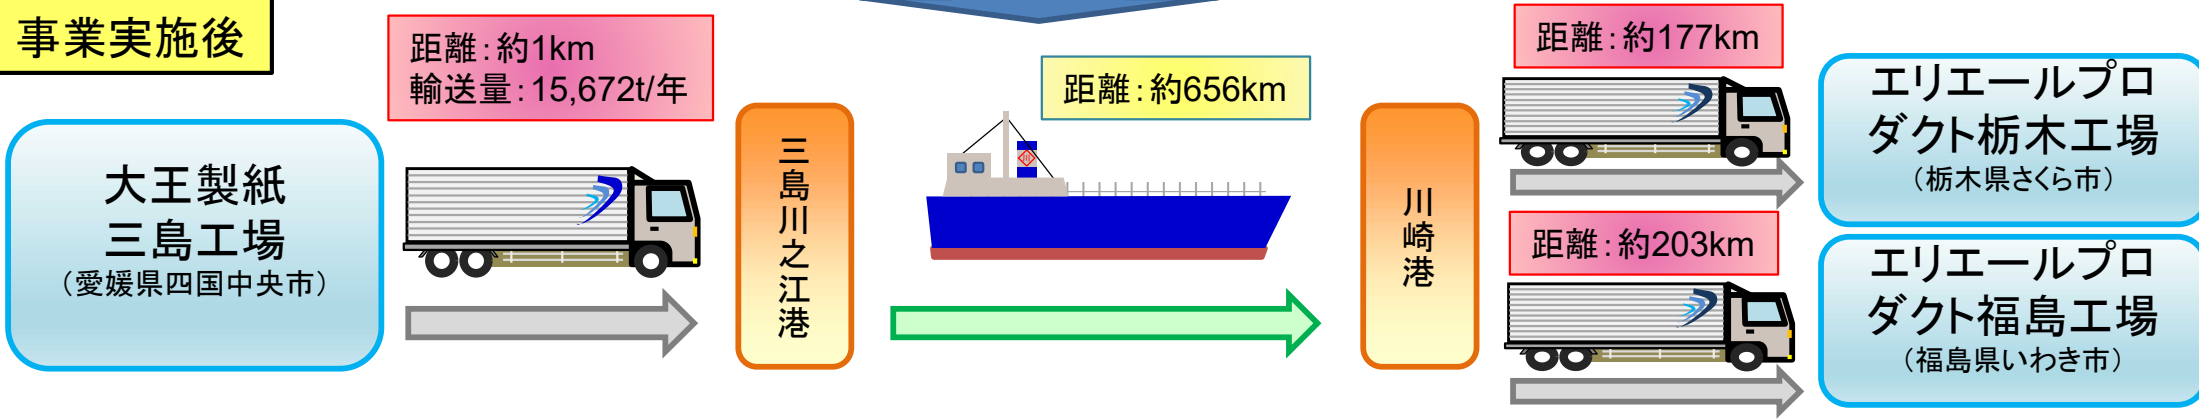 事業実施後
距離：約1km
輸送量：15,672t/年
大王製紙
三島工場
（愛媛県四国中央市）
三島川之江港
距離：約656km
川
川崎港
距離：約177km
エリエールプロ
ダクト栃木工場
（栃木県さくら市）
距離：約203km
エリエールプロ
ダクト福島工場
（福島県いわき市）